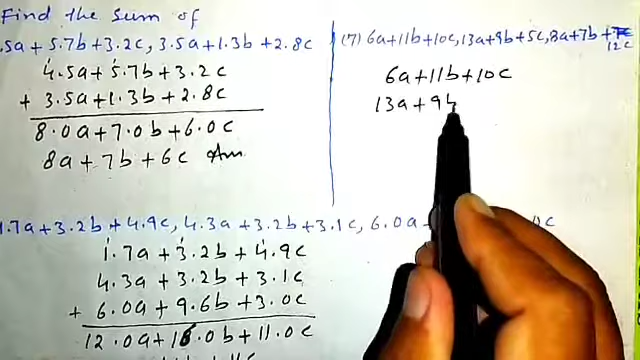 Find the Sum of
.5a + 5.7b + 3.2c, 3.5a + 1.3b + 2.8c
4.5a + 5.7b + 3.2c
+ 3.5a + 1.3b + 2.8c
8.0a + 7.0b + 6.0c
8a + 7b + 6c Ans
(7) 6a + 11b + 10c, 13a + 9b + 5c, 8a + 7b +
12c
6a + 11b + 10c
13a + 9b
1.7a + 3.2b + 4.9c, 4.3a + 3.2b + 3.1c, 6.0a +
1.7a + 3.2b + 4.9c
4.3a + 3.2b + 3.1c
+ 6.0a + 9.6b + 3.0c
12.0a + 16.0b + 11.0c